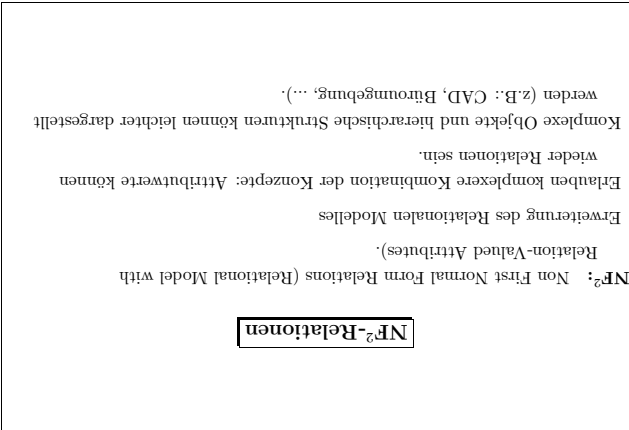 NF²-Relationen
NF²: Non First Normal Form Relations (Relational Model with
Relation-Valued Attributes).
Erweiterung des Relationalen Modelles
Erlauben komplexere Kombination der Konzepte: Attributwerte können
wieder Relationen sein.
Komplexe Objekte und hierarchische Strukturen können leichter dargestellt
werden (z.B.: CAD, Büroumgebung, ...).